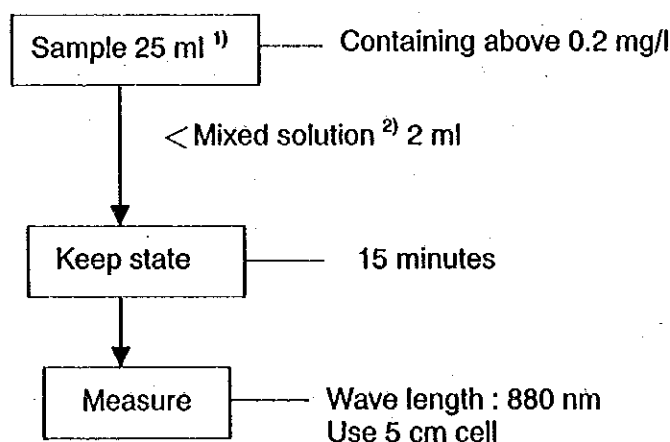 Sample 25 ml 1) Containing above 0.2 mg/l
<Mixed solution 2) 2 ml
Keep state 15 minutes
Measure Wave length : 880 nm
Use 5 cm cell